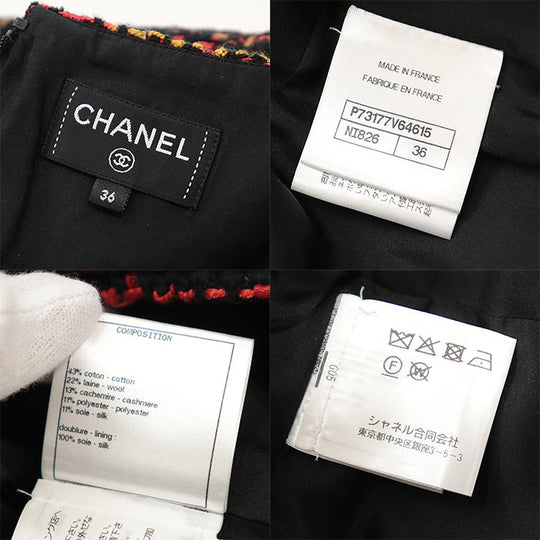 CHANEL
36
MADE IN FRANCE
FABRIQUE EN FRANCE
P73177V64615
NI826 36
COMPOSITION
43% coton - cotton
22% laine - wool
13% cachemire - cashmere
11% polyester - polyester
11% soie - silk
doublure - lining :
100% soie - silk
G05
F
W
シャネル合同会社
東京都中央区銀座3-5-3